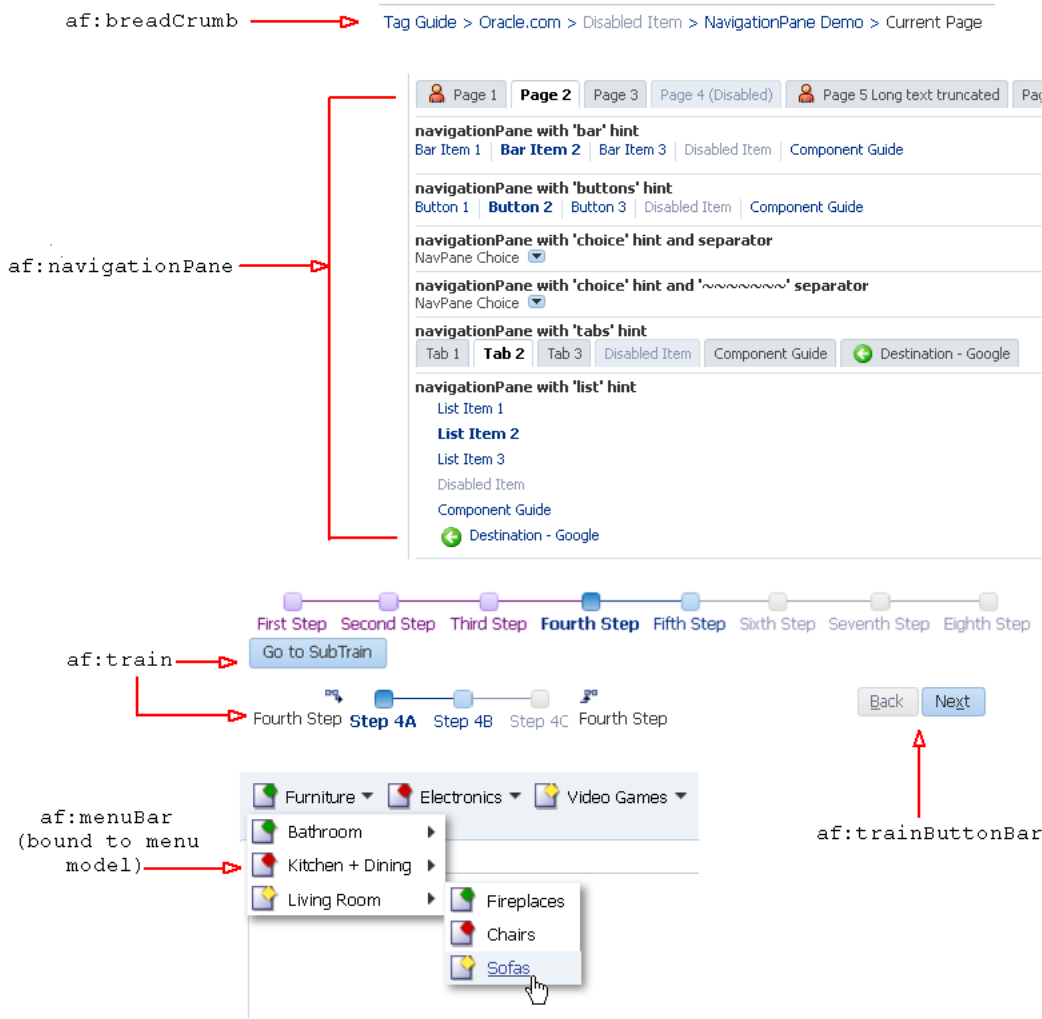 af:breadCrumb
Tag Guide > Oracle.com > Disabled Item > NavigationPane Demo > Current Page
Page 1 Page 2 Page 3 Page 4 (Disabled) Page 5 Long text truncated Pag
navigationPane with 'bar' hint
Bar Item 1 Bar Item 2 Bar Item 3 Disabled Item Component Guide
navigationPane with 'buttons' hint
Button 1 Button 2 Button 3 Disabled Item Component Guide
af:navigationPane
navigationPane with 'choice' hint and separator
NavPane Choice
navigationPane with 'choice' hint and '~~~~~~~' separator
NavPane Choice
navigationPane with 'tabs' hint
Tab 1 Tab 2 Tab 3 Disabled Item Component Guide Destination - Google
navigationPane with 'list' hint
List Item 1
List Item 2
List Item 3
Disabled Item
Component Guide
Destination - Google
First Step Second Step Third Step Fourth Step Fifth Step Sixth Step Seventh Step Eighth Step
af:train
Go to SubTrain
Fourth Step Step 4A Step 4B Step 4C Fourth Step
Back Next
af:trainButtonBar
af:menuBar
(bound to menu
model)
Furniture Electronics Video Games
Bathroom
Kitchen + Dining
Living Room
Fireplaces
Chairs
Sofas